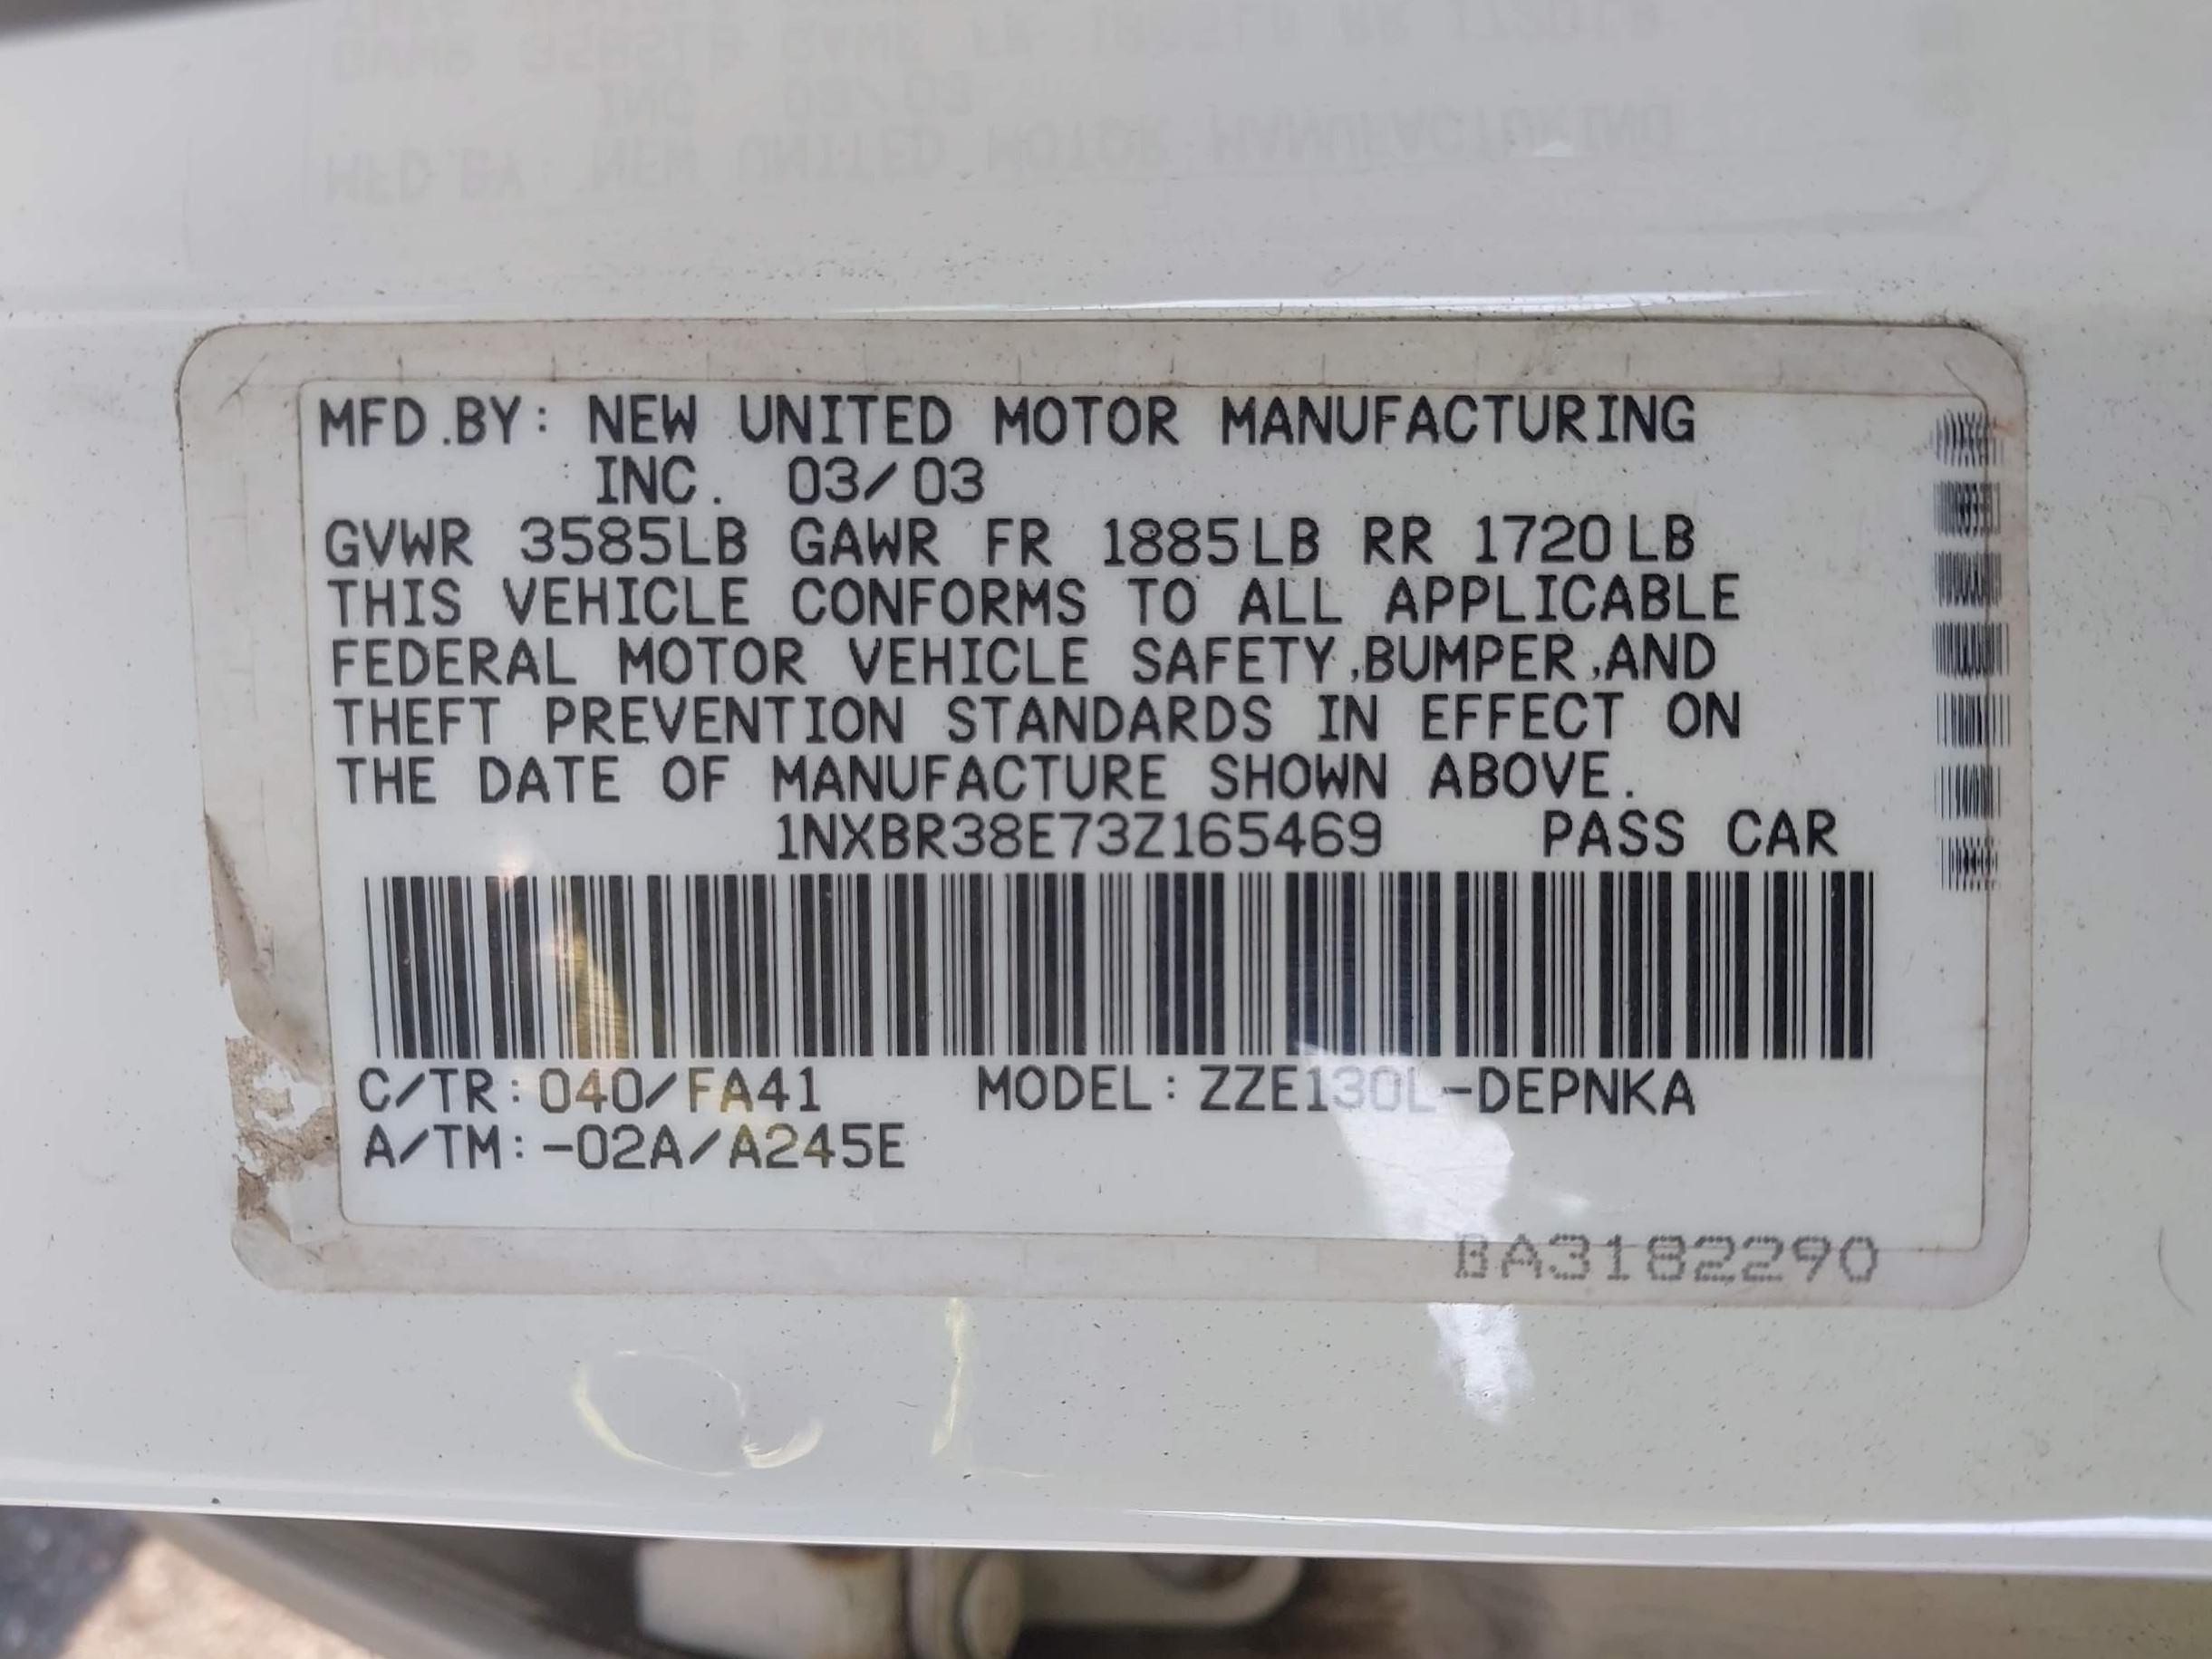 MFD.BY: NEW UNITED MOTOR MANUFACTURING
INC. 03/03
GVWR 3585LB GAWR FR 1885LB RR 1720LB
THIS VEHICLE CONFORMS TO ALL APPLICABLE
FEDERAL MOTOR VEHICLE SAFETY,BUMPER,AND
THEFT PREVENTION STANDARDS IN EFFECT ON
THE DATE OF MANUFACTURE SHOWN ABOVE.
1NXBR38E73Z165469 PASS CAR
C/TR:040/FA41 MODEL:ZZE130L-DEPNKA
A/TM:-02A/A245E
BA3182290